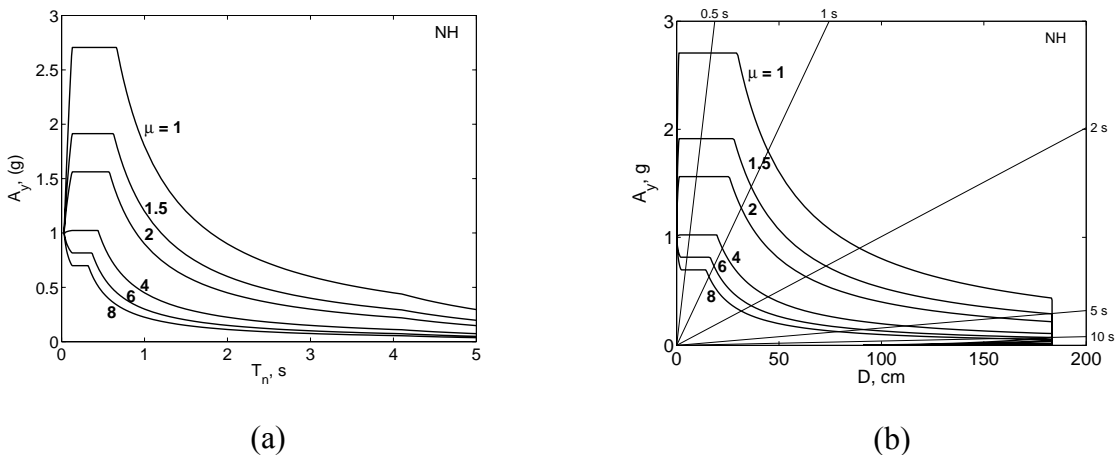 3
2.5
2
1.5
1
0.5
0
A_y, (g)
NH
μ = 1
1.5
2
4
6
8
0 1 2 3 4 5
T_n, s
(a)
0.5 s
1 s
3
2
1
0
A_y, g
NH
μ = 1
2 s
1.5
2
4
6
8
5 s
10 s
0 50 100 150 200
D, cm
(b)